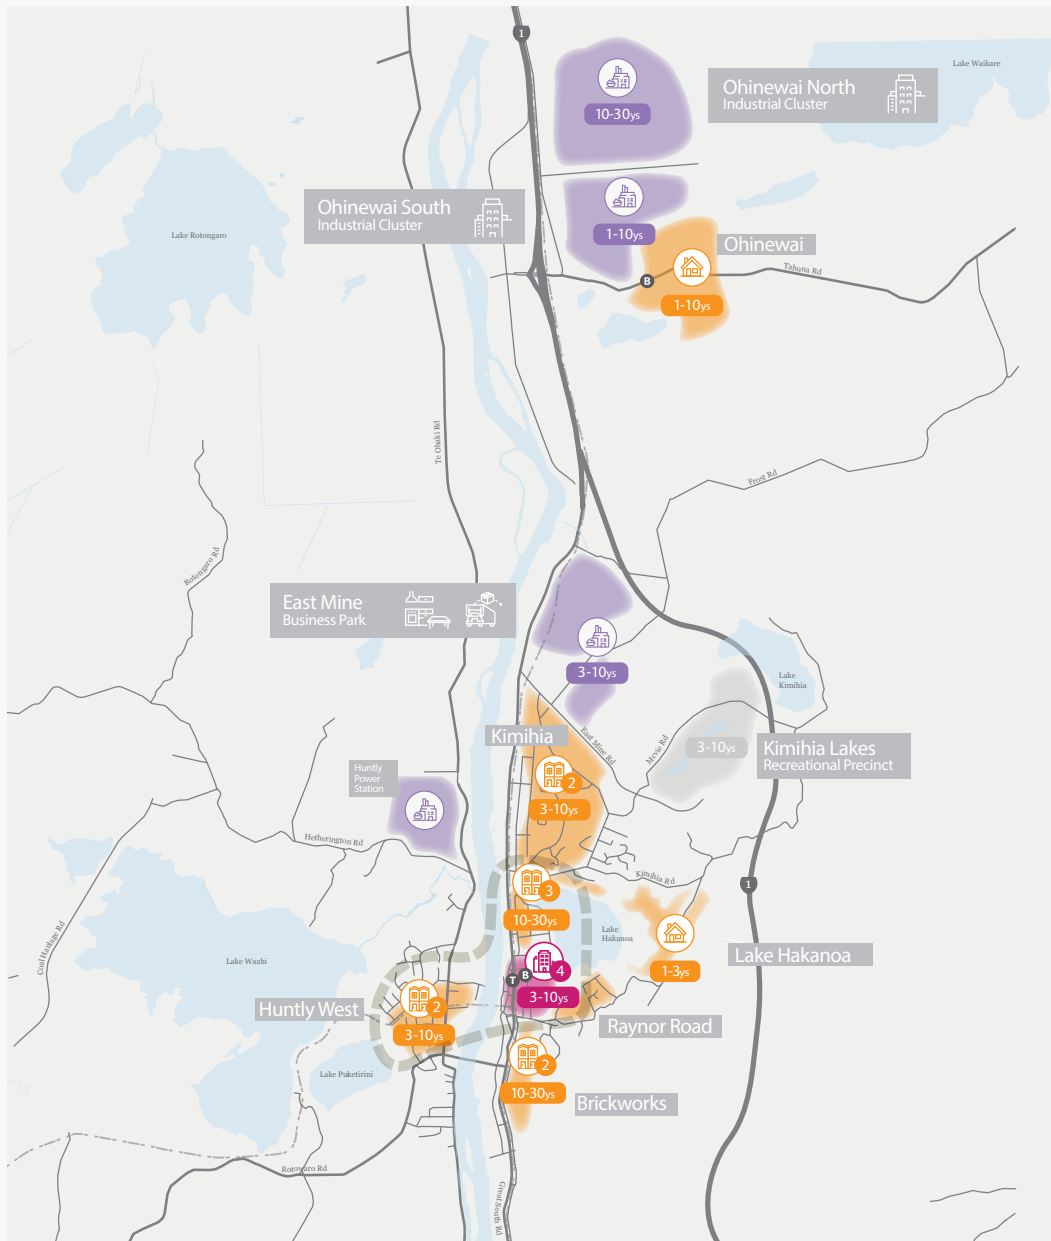 1
Lake Waikare
Ohinewai North
Industrial Cluster
10-30ys
Ohinewai South
Industrial Cluster
1-10ys
Lake Rotongaro
Ohinewai
B
Tahuna Rd
1-10ys
Te Ohaki Rd
Frost Rd
Rotongaro Rd
East Mine
Business Park
3-10ys
Lake
Kimihia
Kimihia
East Mine Rd
Mcvie Rd
3-10ys
Kimihia Lakes
Recreational Precinct
Huntly
Power
Station
2
3-10ys
Hetherington Rd
Kimihia Rd
3
1
10-30ys
Lake
Hakanoa
Coal Haulage Rd
Lake Waahi
Lake Hakanoa
1-3ys
4
T
B
3-10ys
Huntly West
2
3-10ys
Raynor Road
2
Lake Puketirini
10-30ys
Brickworks
Rotowaro Rd
Great South Rd